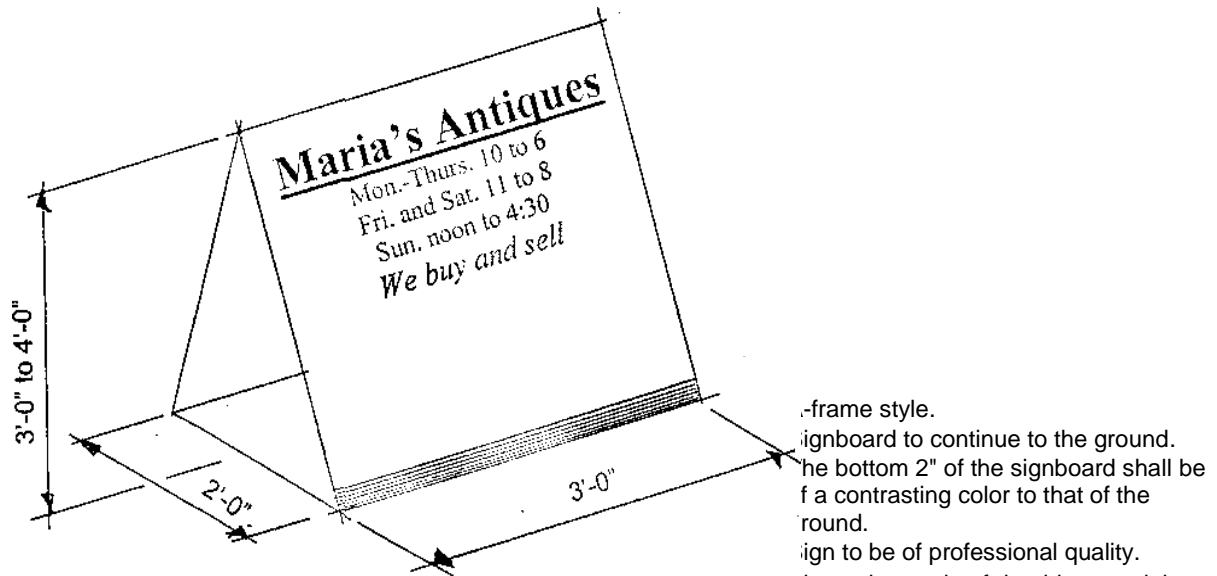 Maria's Antiques
Mon.-Thurs. 10 to 6
Fri. and Sat. 11 to 8
Sun. noon to 4:30
We buy and sell
3'-0" to 4'-0"
2'-0"
3'-0"
-frame style.
ignboard to continue to the ground.
he bottom 2" of the signboard shall be
f a contrasting color to that of the
round.
ign to be of professional quality.